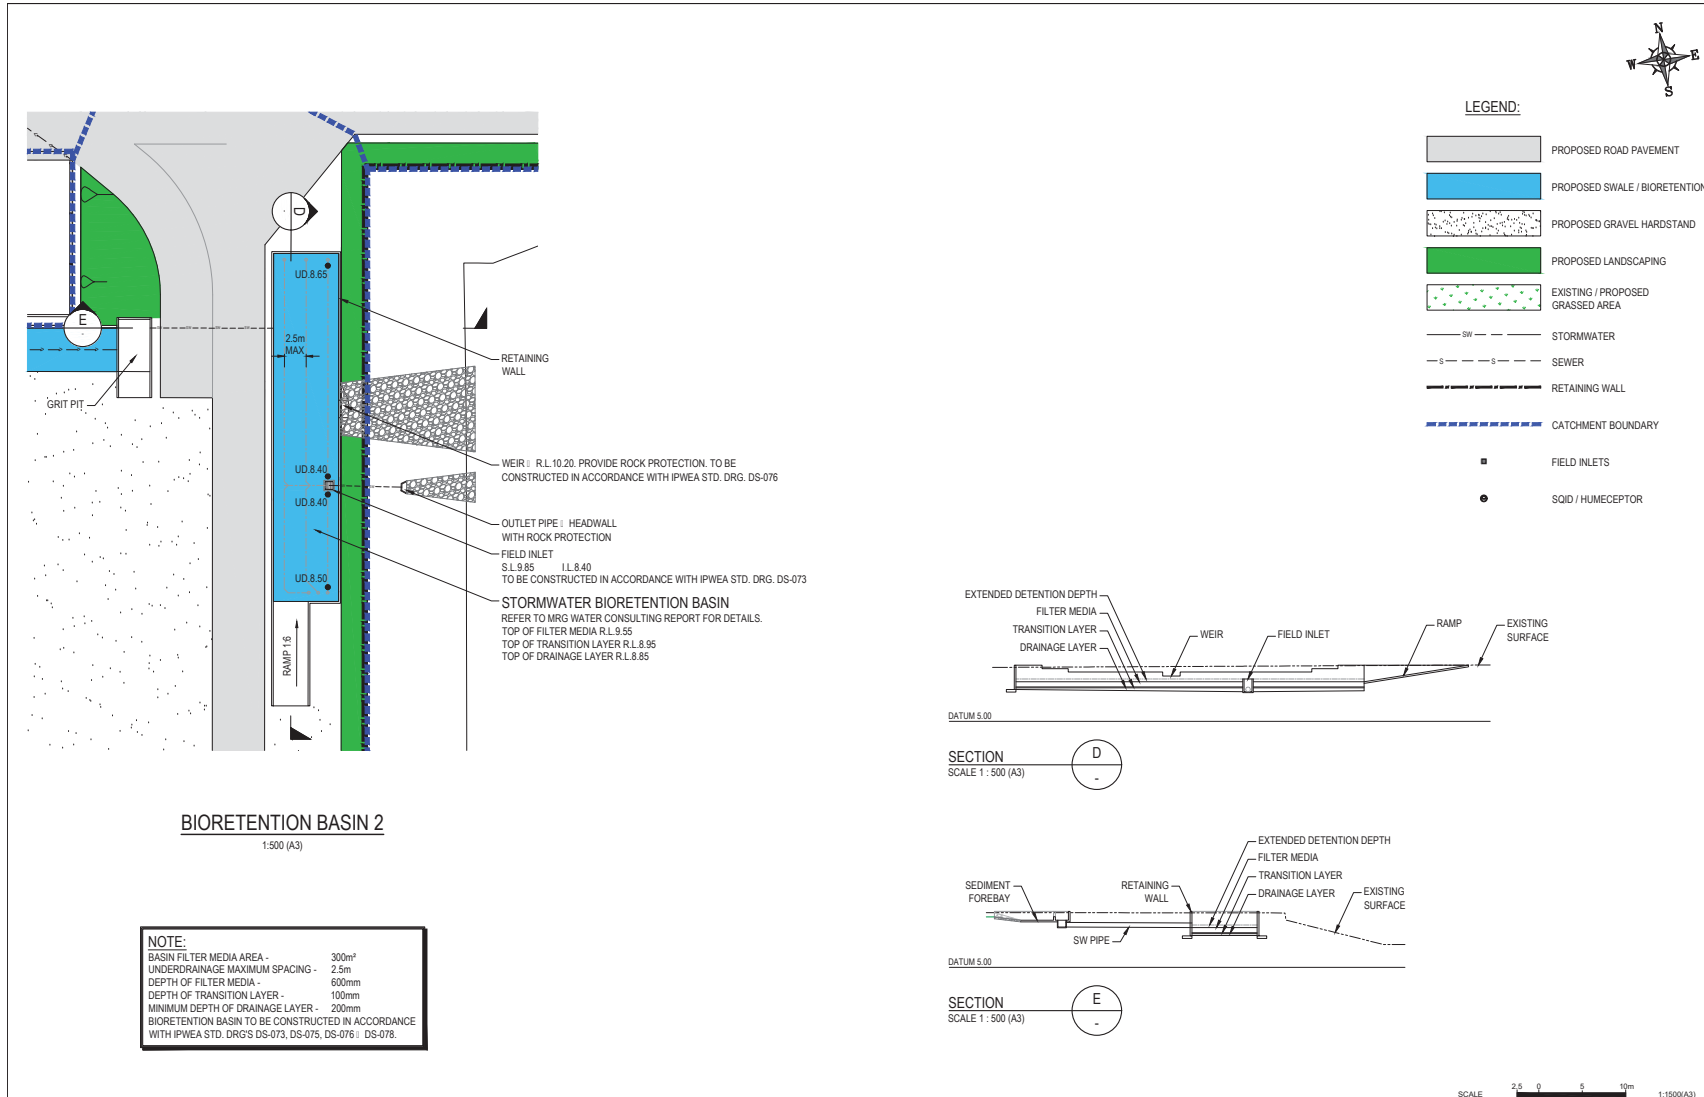 N
W
E
S
LEGEND:
PROPOSED ROAD PAVEMENT
PROPOSED SWALE / BIORETENTION
PROPOSED GRAVEL HARDSTAND
PROPOSED LANDSCAPING
EXISTING / PROPOSED
GRASSED AREA
SW
STORMWATER
S S
SEWER
RETAINING WALL
CATCHMENT BOUNDARY
FIELD INLETS
SQID / HUMECEPTOR
D
UD.8.65
E
2.5m
MAX
RETAINING
WALL
GRIT PIT
UD.8.40
WEIR R.L.10.20. PROVIDE ROCK PROTECTION. TO BE
CONSTRUCTED IN ACCORDANCE WITH IPWEA STD. DRG. DS-076
UD.8.40
OUTLET PIPE HEADWALL
WITH ROCK PROTECTION
FIELD INLET
S.L.9.85 I.L.8.40
TO BE CONSTRUCTED IN ACCORDANCE WITH IPWEA STD. DRG. DS-073
UD.8.50
STORMWATER BIORETENTION BASIN
REFER TO MRG WATER CONSULTING REPORT FOR DETAILS.
TOP OF FILTER MEDIA R.L.9.55
TOP OF TRANSITION LAYER R.L.8.95
TOP OF DRAINAGE LAYER R.L.8.85
RAMP 1:6
BIORETENTION BASIN 2
1:500 (A3)
NOTE:
BASIN FILTER MEDIA AREA - 300m²
UNDERDRAINAGE MAXIMUM SPACING - 2.5m
DEPTH OF FILTER MEDIA - 600mm
DEPTH OF TRANSITION LAYER - 100mm
MINIMUM DEPTH OF DRAINAGE LAYER - 200mm
BIORETENTION BASIN TO BE CONSTRUCTED IN ACCORDANCE
WITH IPWEA STD. DRG'S DS-073, DS-075, DS-076 DS-078.
EXTENDED DETENTION DEPTH
FILTER MEDIA
TRANSITION LAYER
DRAINAGE LAYER
WEIR
FIELD INLET
RAMP
EXISTING
SURFACE
DATUM 5.00
SECTION
SCALE 1 : 500 (A3)
D
-
EXTENDED DETENTION DEPTH
FILTER MEDIA
TRANSITION LAYER
DRAINAGE LAYER
SEDIMENT
FOREBAY
RETAINING
WALL
EXISTING
SURFACE
SW PIPE
DATUM 5.00
SECTION
SCALE 1 : 500 (A3)
E
-
SCALE
2.5 0 5 10m
1:1500(A3)